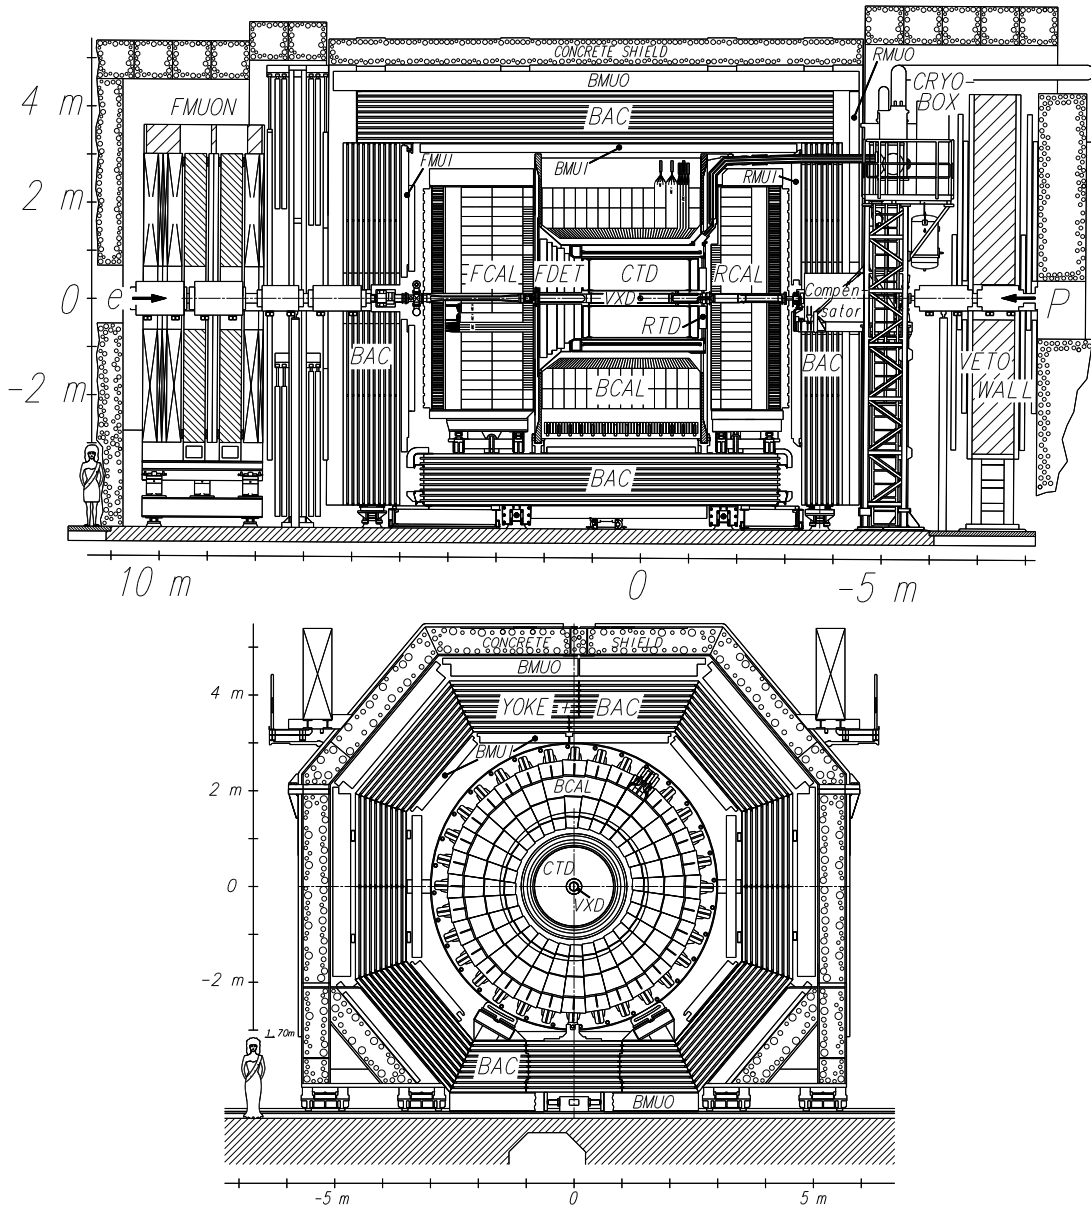 CONCRETE SHIELD
RMUO
BMUO
CRYO-
BOX
4 m
FMUON
BAC
FMUI
BMUI
RMUI
2 m
FCAL
FDET
CTD
RCAL
0
e
VXD
Compen
sator
P
RTD
BAC
BAC
-2 m
BCAL
VETO
WALL
BAC
10 m
0
-5 m
CONCRETE SHIELD
BMUO
4 m
YOKE + BAC
BMUI
2 m
BCAL
CTD
0
VXD
-2 m
1.70m
BAC
BMUO
-5 m
0
5 m